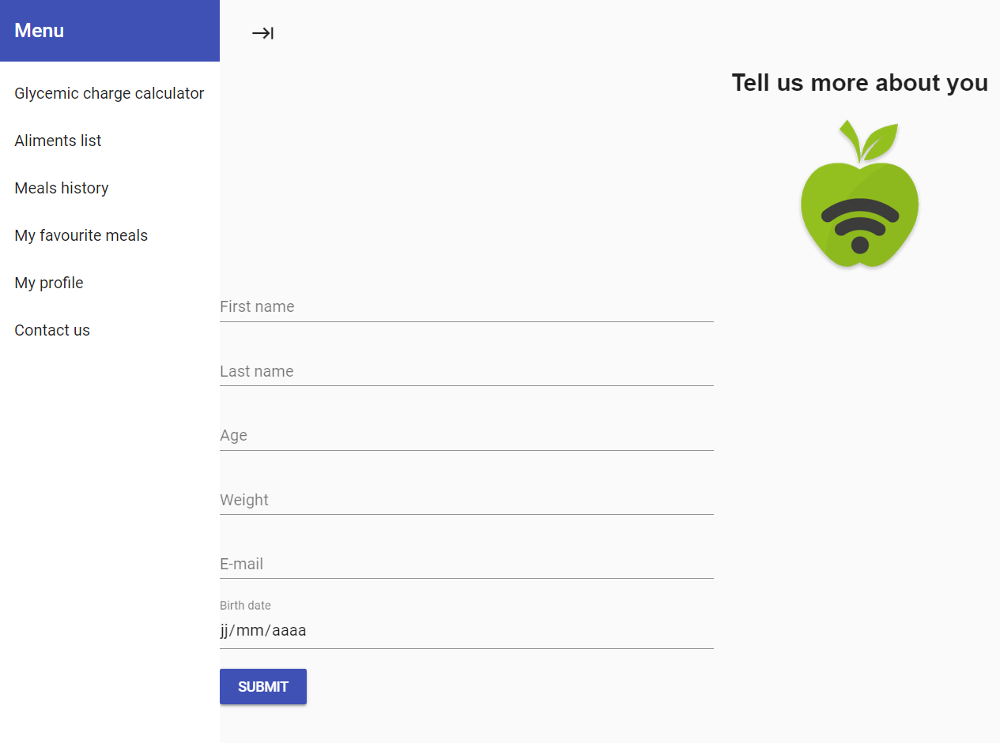 Menu
Glycemic charge calculator
Aliments list
Meals history
My favourite meals
My profile
Contact us
Tell us more about you
First name
Last name
Age
Weight
E-mail
Birth date
jj/mm/aaaa
SUBMIT